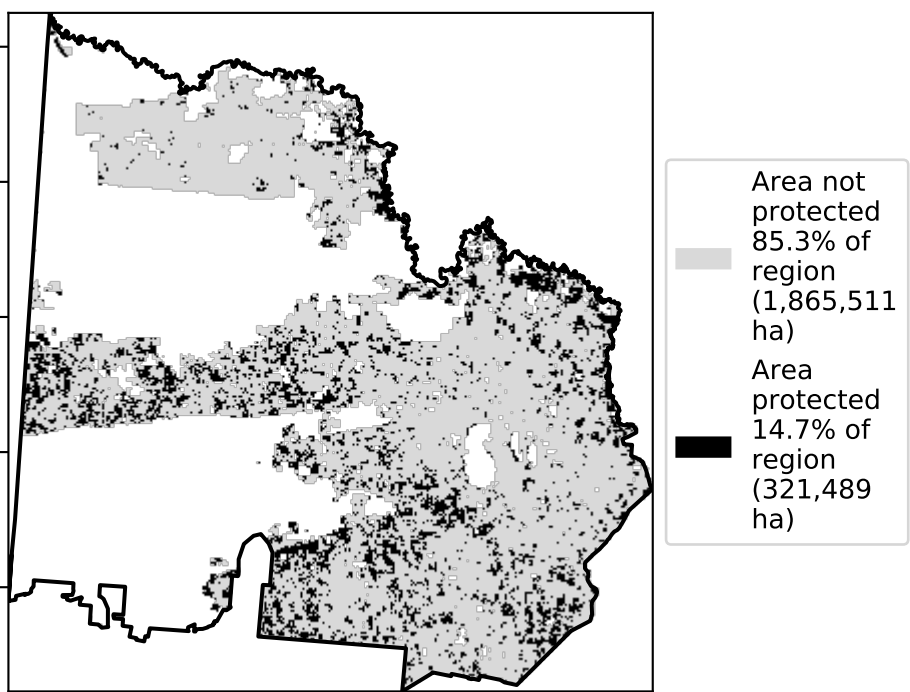 Area not
protected
85.3% of
region
(1,865,511
ha)
Area
protected
14.7% of
region
(321,489
ha)